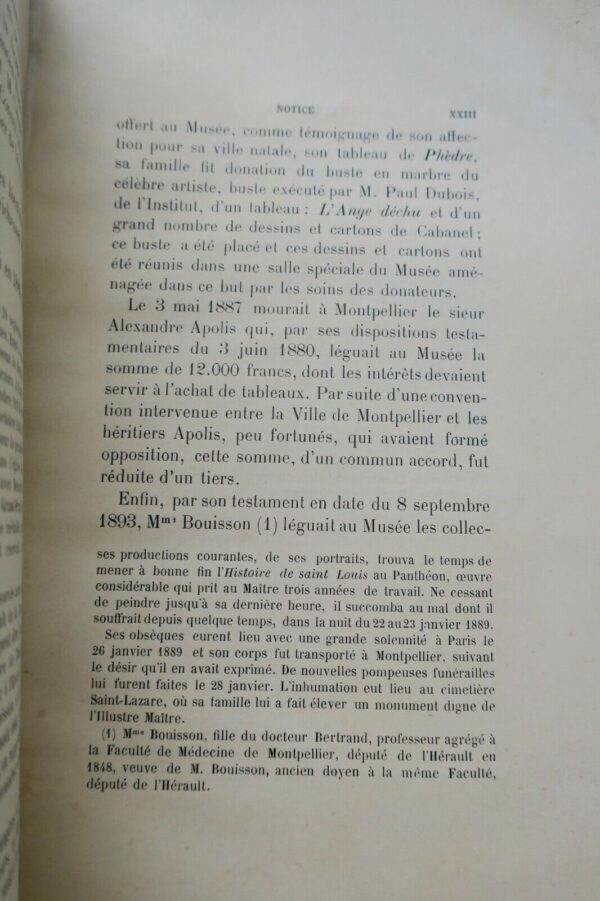 NOTICE XXIII
offert au Musée, comme témoignage de son affec-
tion pour sa ville natale, son tableau de Phèdre,
sa famille fit donation du buste en marbre du
célèbre artiste, buste exécuté par M. Paul Dubois,
de l'Institut, d'un tableau : L'Ange déchu et d'un
grand nombre de dessins et cartons de Cabanel ;
ce buste a été placé et ces dessins et cartons ont
été réunis dans une salle spéciale du Musée amé-
nagée dans ce but par les soins des donateurs.
Le 3 mai 1887 mourait à Montpellier le sieur
Alexandre Apolis qui, par ses dispositions testa-
mentaires du 3 juin 1880, léguait au Musée la
somme de 12.000 francs, dont les intérêts devaient
servir à l'achat de tableaux. Par suite d'une conven-
tion intervenue entre la Ville de Montpellier et les
héritiers Apolis, peu fortunés, qui avaient formé
opposition, cette somme, d'un commun accord, fut
réduite d'un tiers.
Enfin, par son testament en date du 8 septembre
1893, Mme Bouisson (1) léguait au Musée les collec-
ses productions courantes, de ses portraits, trouva le temps de
mener à bonne fin l'Histoire de saint Louis au Panthéon, œuvre
considérable qui prit au Maître trois années de travail. Ne cessant
de peindre jusqu'à sa dernière heure, il succomba au mal dont il
souffrait depuis quelque temps, dans la nuit du 22 au 23 janvier 1889.
Ses obsèques eurent lieu avec une grande solennité à Paris le
26 janvier 1889 et son corps fut transporté à Montpellier, suivant
le désir qu'il en avait exprimé. De nouvelles pompeuses funérailles
lui furent faites le 28 janvier. L'inhumation eut lieu au cimetière
Saint-Lazare, où sa famille lui a fait élever un monument digne de
l'Illustre Maître.
(1) Mme Bouisson, fille du docteur Bertrand, professeur agrégé à
la Faculté de Médecine de Montpellier, député de l'Hérault en
1848, veuve de M. Bouisson, ancien doyen à la même Faculté,
député de l'Hérault.